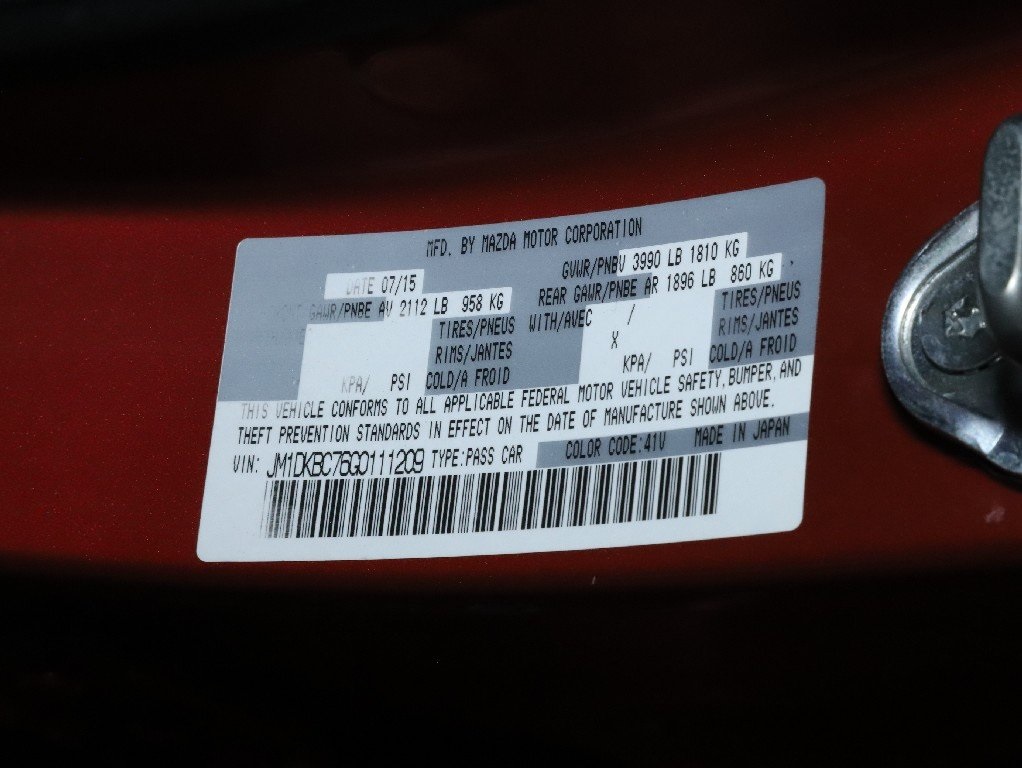 MFD. BY MAZDA MOTOR CORPORATION
DATE 07/15 GVWR/PNBV 3990 LB 1810 KG
GAWR/PNBE AV 2112 LB 958 KG REAR GAWR/PNBE AR 1896 LB 860 KG
TIRES/PNEUS WITH/AVEC / TIRES/PNEUS
RIMS/JANTES X RIMS/JANTES
KPA/ PSI COLD/A FROID KPA/ PSI COLD/A FROID
THIS VEHICLE CONFORMS TO ALL APPLICABLE FEDERAL MOTOR VEHICLE SAFETY, BUMPER, AND
THEFT PREVENTION STANDARDS IN EFFECT ON THE DATE OF MANUFACTURE SHOWN ABOVE.
VIN: JM1DKBC76G0111209 TYPE:PASS CAR COLOR CODE:41V MADE IN JAPAN